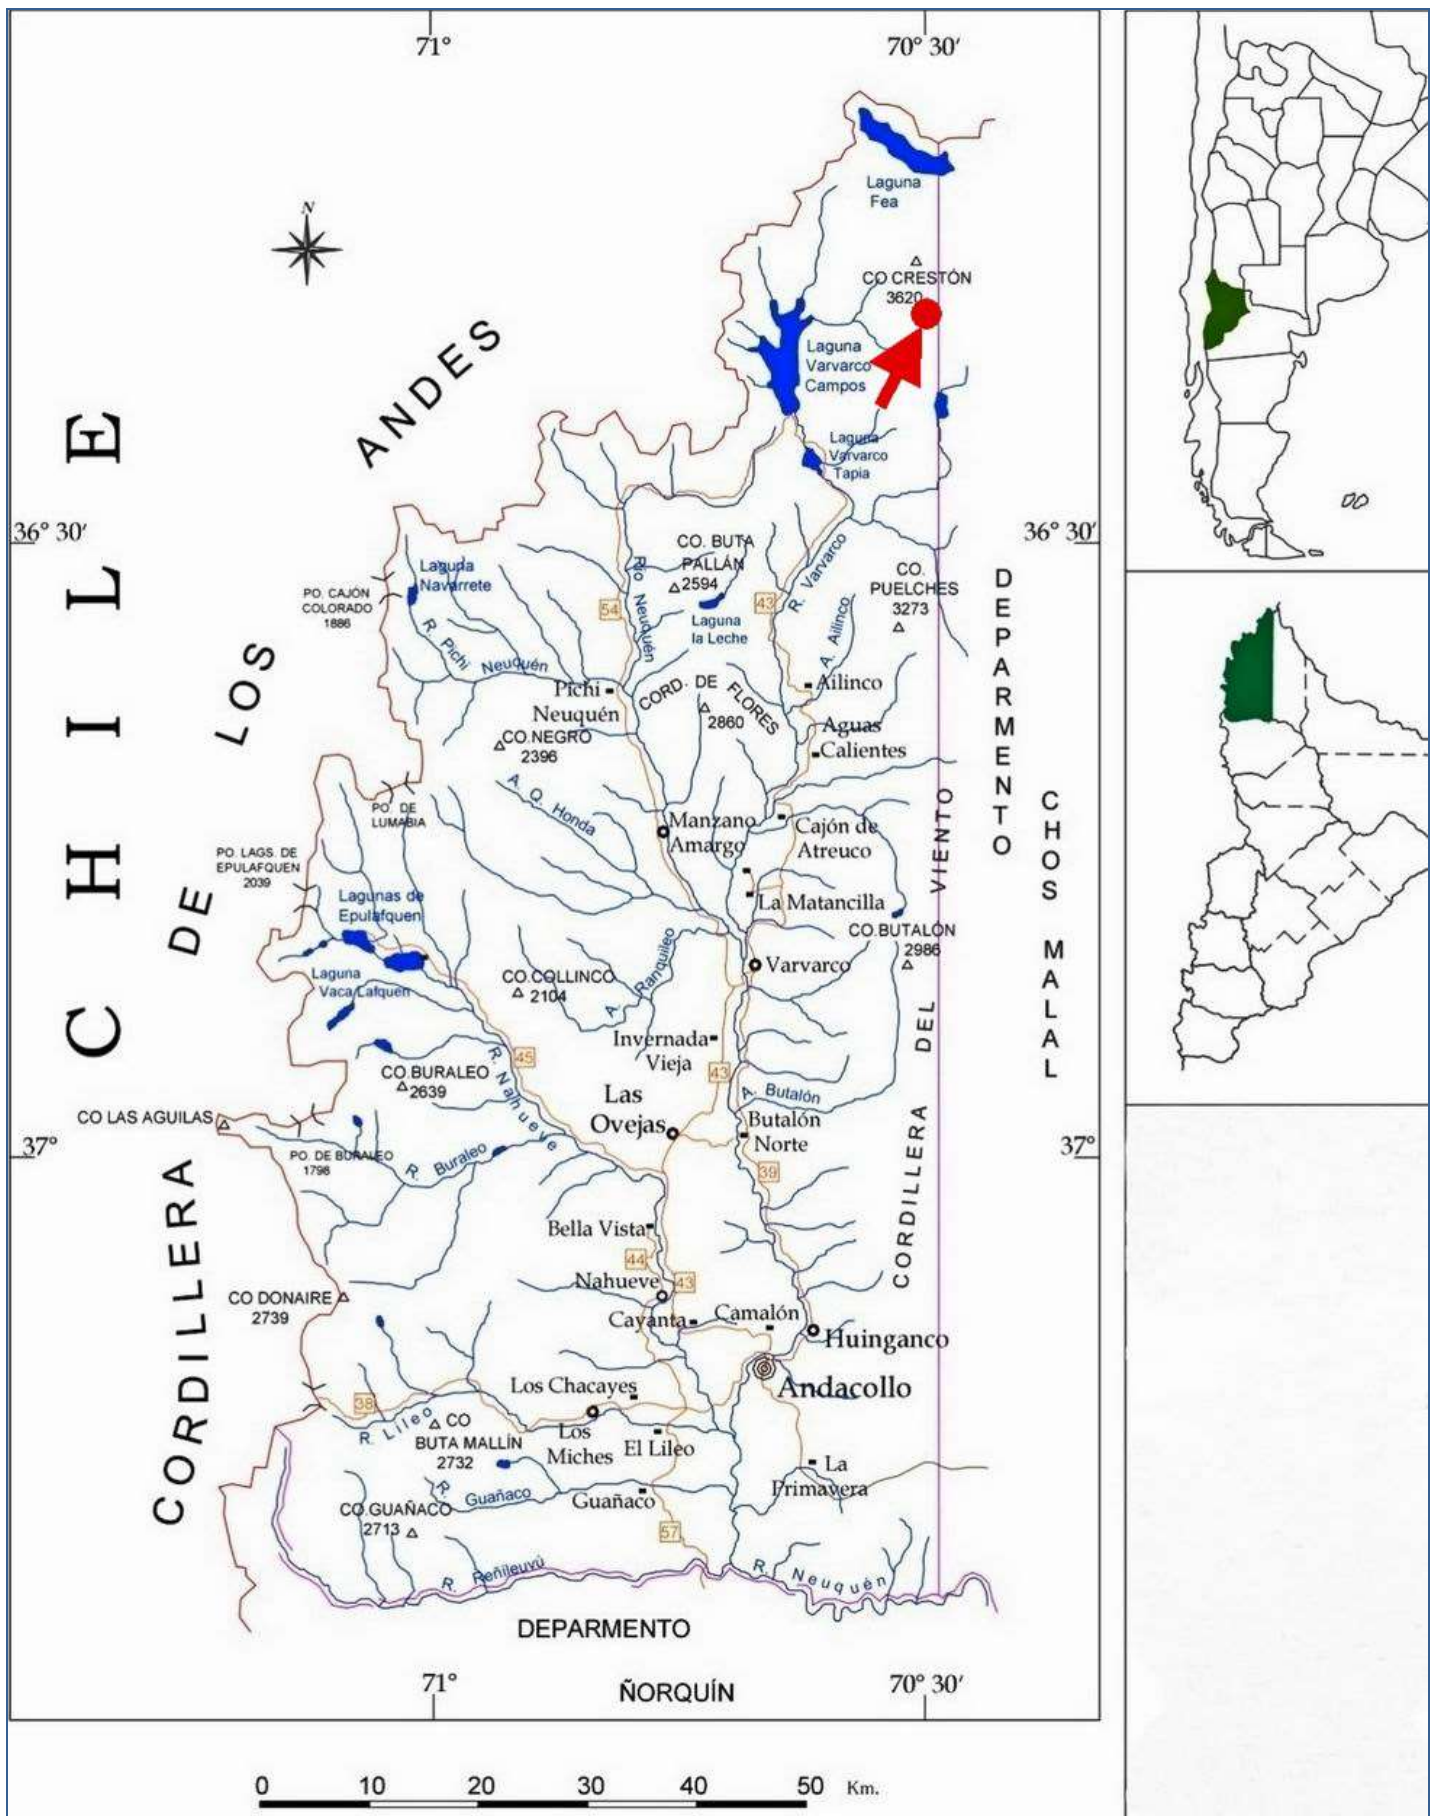 71°
70° 30'
N
Laguna
Fea
CO CRESTÓN
3620
Laguna
Varvarco
Campos
Laguna
Varvarco
Tapia
CHILE
CORDILLERA DE LOS ANDES
36° 30'
36° 30'
CO. BUTA
PALLÁN
2594
CO.
PUELCHES
3273
Laguna
Navarrete
PO. CAJÓN
COLORADO
1886
54
43
Río Neuquén
R. Varvarco
Laguna
la Leche
A. Ailinco
R. Pichi Neuquén
DEPARMENTO
CHOS MALAL
Pichi
Neuquén
CORD. DE FLORES
2860
Ailinco
CO.NEGRO
2396
Aguas
Calientes
A. Q. Honda
PO. DE
LUMABIA
Manzano
Amargo
Cajón de
Atreuco
PO. LAGS. DE
EPULAFQUEN
2039
Lagunas de
Epulafquen
La Matancilla
CO.BUTALON
2986
CORDILLERA DEL VIENTO
Varvarco
Laguna
Vaca Lafquen
CO.COLLINCO
2104
A. Ranquileo
Invernada
Vieja
45
43
R. Nahueve
CO.BURALEO
2639
Las
Ovejas
A. Butalón
Butalón
Norte
CO LAS AGUILAS
37°
37°
PO. DE BURALEO
1798
R. Buraleo
39
Bella Vista
44
Nahueve
43
CO DONAIRE
2739
Cayanta
Camalón
Huinganco
Andacollo
Los Chacayes
38
R. Lileo
CO
BUTA MALLÍN
2732
Los
Miches
El Lileo
La
Primavera
R. Guañaco
Guañaco
CO.GUAÑACO
2713
57
R. Reñileuvú
R. Neuquén
DEPARMENTO
ÑORQUÍN
71°
70° 30'
0 10 20 30 40 50 Km.